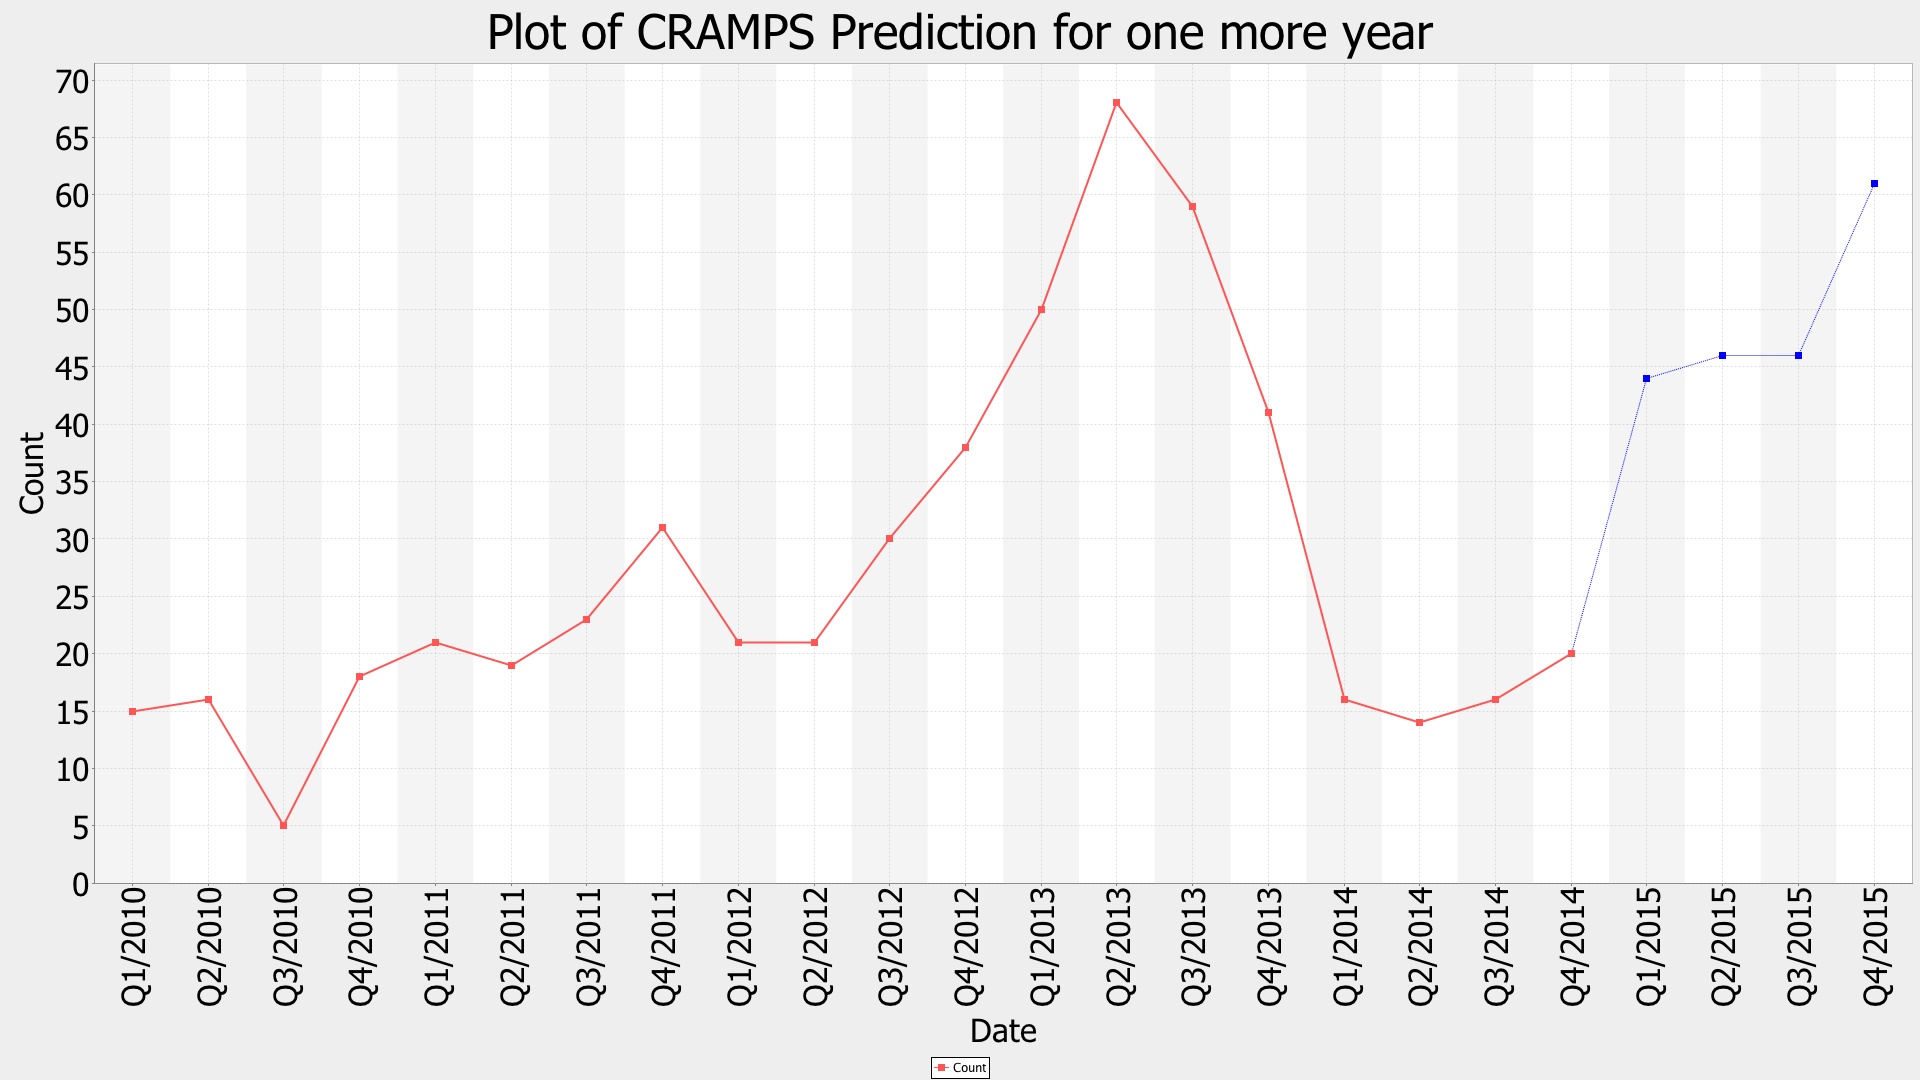 Plot of CRAMPS Prediction for one more year
70
65
60
55
50
45
40
35
30
25
20
15
10
5
0
Count
Q1/2010
Q2/2010
Q3/2010
Q4/2010
Q1/2011
Q2/2011
Q3/2011
Q4/2011
Q1/2012
Q2/2012
Q3/2012
Q4/2012
Q1/2013
Q2/2013
Q3/2013
Q4/2013
Q1/2014
Q2/2014
Q3/2014
Q4/2014
Q1/2015
Q2/2015
Q3/2015
Q4/2015
Date
Count